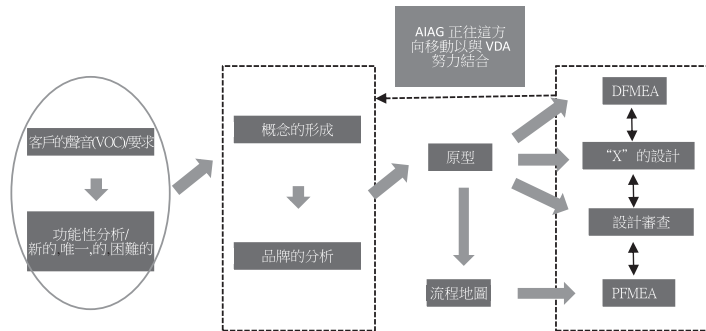 AIAG 正往這方
向移動以與 VDA
努力結合
客戶的聲音(VOC)/要求
功能性分析/
新的,唯一,的,困難的
概念的形成
品牌的分析
原型
流程地圖
DFMEA
“X”的設計
設計審查
PFMEA